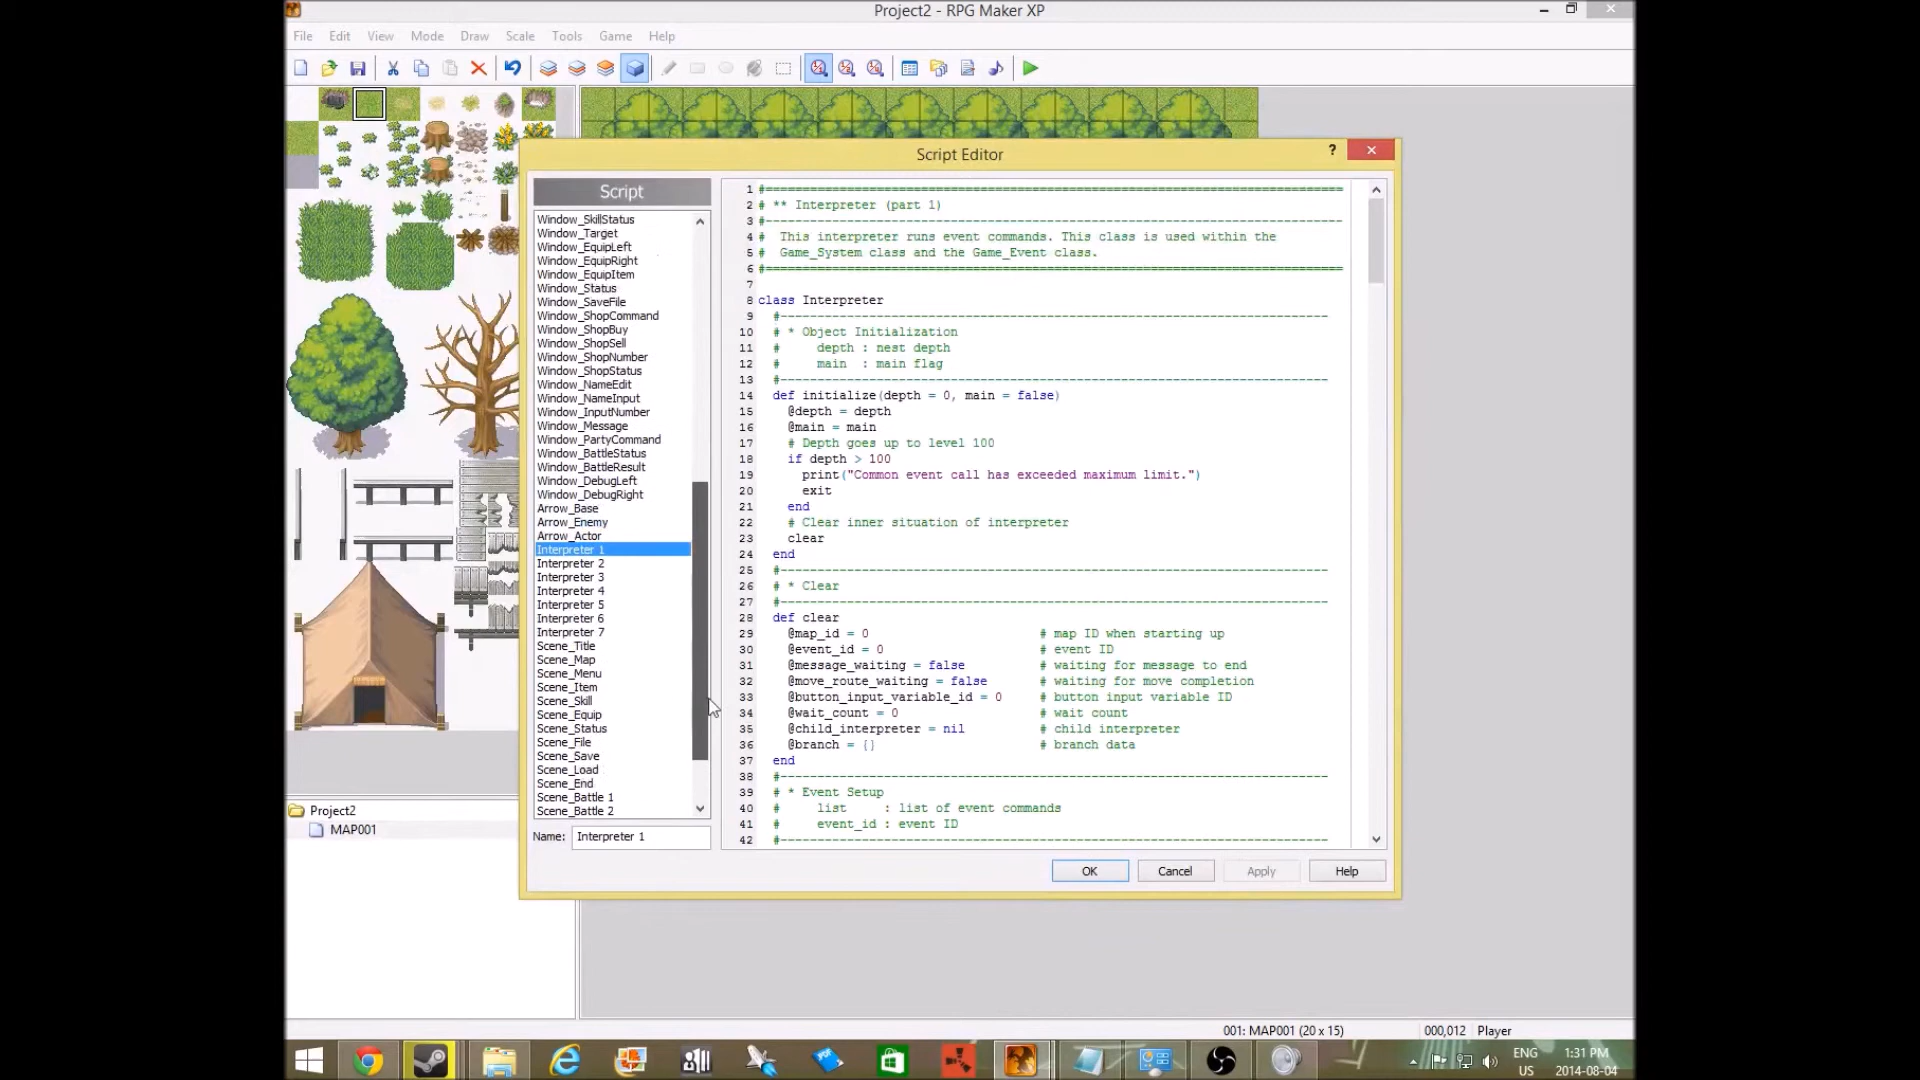 Project2 - RPG Maker XP
File Edit View Mode Draw Scale Tools Game Help
Script Editor
?
Script
Window_SkillStatus
Window_Target
Window_EquipLeft
Window_EquipRight
Window_EquipItem
Window_Status
Window_SaveFile
Window_ShopCommand
Window_ShopBuy
Window_ShopSell
Window_ShopNumber
Window_ShopStatus
Window_NameEdit
Window_NameInput
Window_InputNumber
Window_Message
Window_PartyCommand
Window_BattleStatus
Window_BattleResult
Window_DebugLeft
Window_DebugRight
Arrow_Base
Arrow_Enemy
Arrow_Actor
Interpreter 1
Interpreter 2
Interpreter 3
Interpreter 4
Interpreter 5
Interpreter 6
Interpreter 7
Scene_Title
Scene_Map
Scene_Menu
Scene_Item
Scene_Skill
Scene_Equip
Scene_Status
Scene_File
Scene_Save
Scene_Load
Scene_End
Scene_Battle 1
Scene_Battle 2
Name: Interpreter 1
1 #==============================================================================
2 # ** Interpreter (part 1)
3 #------------------------------------------------------------------------------
4 #  This interpreter runs event commands. This class is used within the
5 #  Game_System class and the Game_Event class.
6 #==============================================================================
7
8 class Interpreter
9 #--------------------------------------------------------------------------
10 # * Object Initialization
11 #     depth : nest depth
12 #     main  : main flag
13 #--------------------------------------------------------------------------
14 def initialize(depth = 0, main = false)
15 @depth = depth
16 @main = main
17 # Depth goes up to level 100
18 if depth > 100
19 print("Common event call has exceeded maximum limit.")
20 exit
21 end
22 # Clear inner situation of interpreter
23 clear
24 end
25 #--------------------------------------------------------------------------
26 # * Clear
27 #--------------------------------------------------------------------------
28 def clear
29 @map_id = 0 # map ID when starting up
30 @event_id = 0 # event ID
31 @message_waiting = false # waiting for message to end
32 @move_route_waiting = false # waiting for move completion
33 @button_input_variable_id = 0 # button input variable ID
34 @wait_count = 0 # wait count
35 @child_interpreter = nil # child interpreter
36 @branch = {} # branch data
37 end
38 #--------------------------------------------------------------------------
39 # * Event Setup
40 #     list     : list of event commands
41 #     event_id : event ID
42 #--------------------------------------------------------------------------
OK Cancel Apply Help
Project2
MAP001
001: MAP001 (20 x 15) 000,012 Player
ENG 1:31 PM
US 2014-08-04